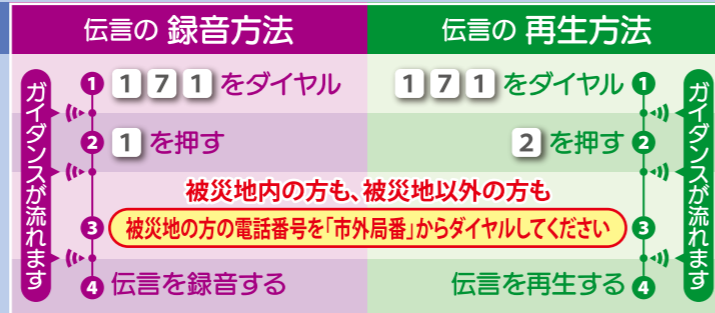 伝言の 録音方法
伝言の 再生方法
ガイダンスが流れます
1 171をダイヤル
2 1を押す
171をダイヤル 1
2を押す 2
ガイダンスが流れます
被災地内の方も、被災地以外の方も
3 被災地の方の電話番号を「市外局番」からダイヤルしてください 3
4 伝言を録音する
伝言を再生する 4